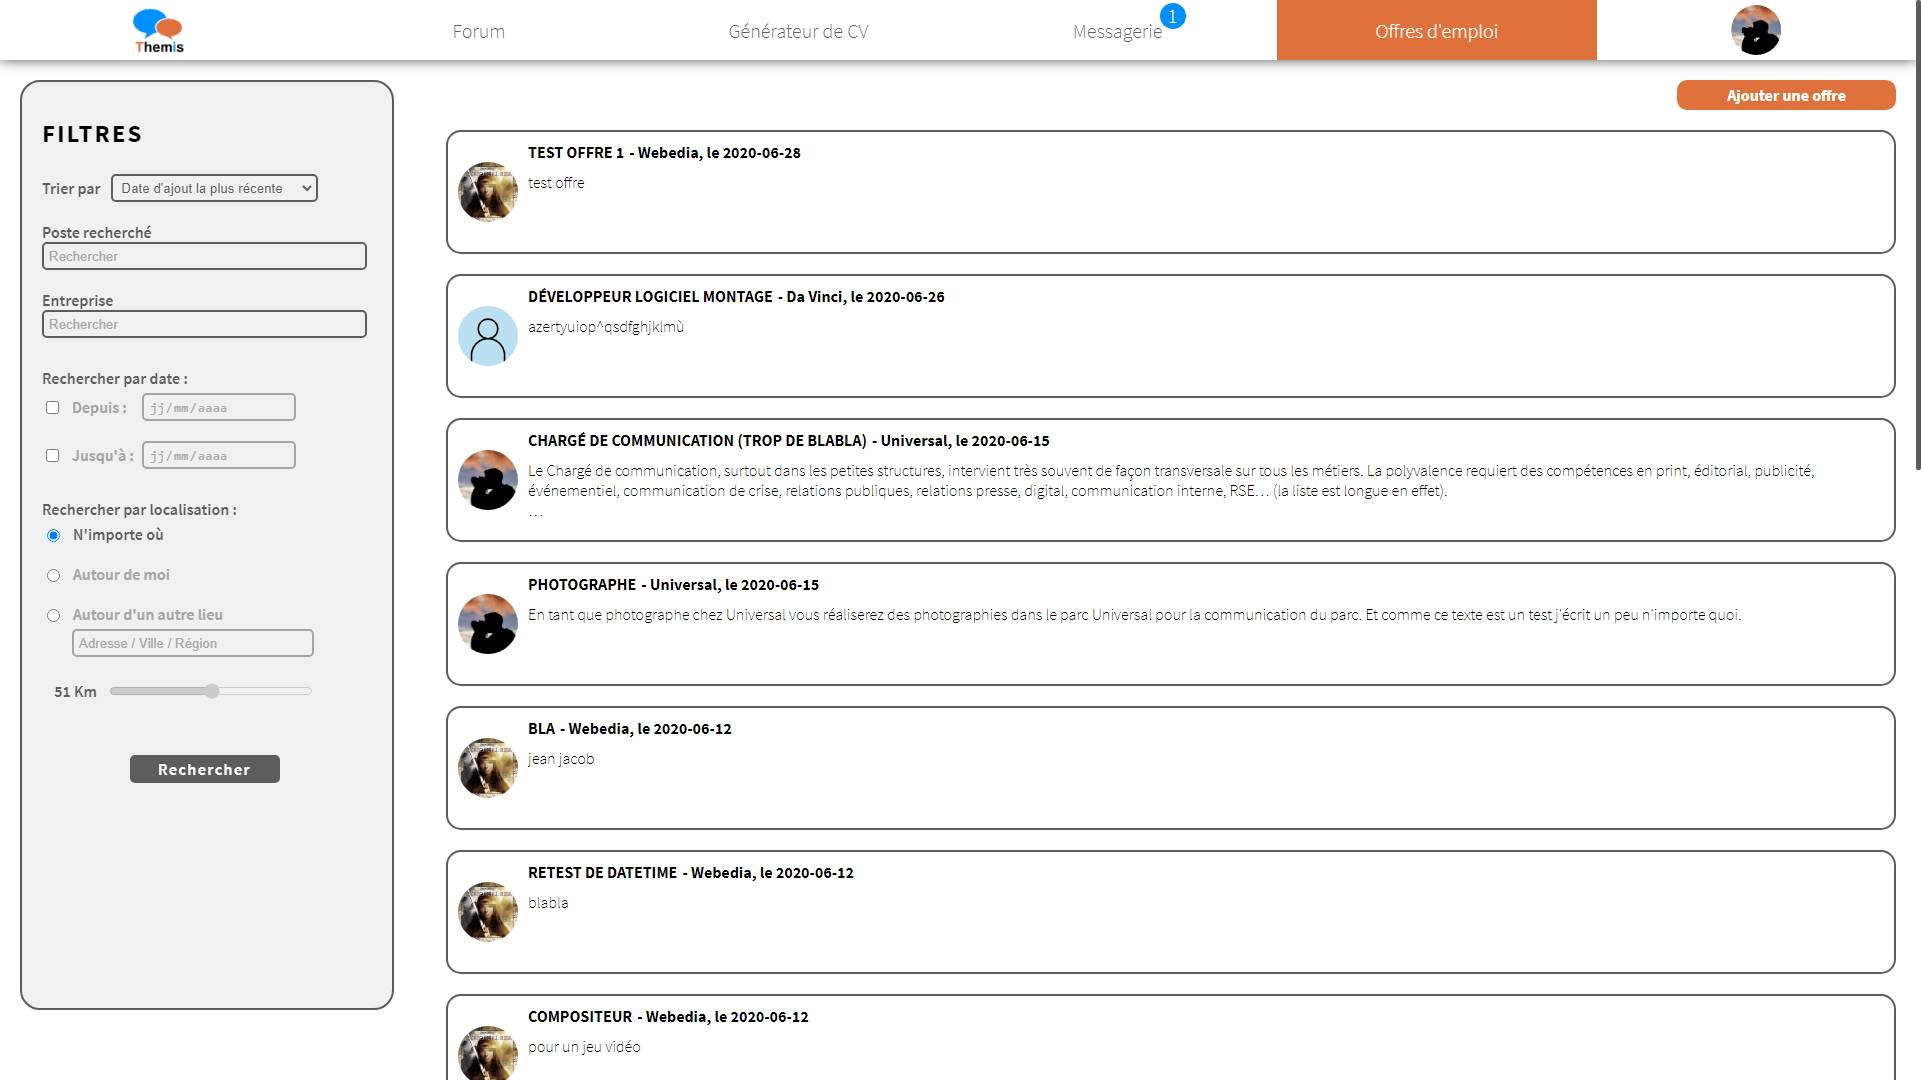 Themis
Forum
Générateur de CV
Messagerie
1
Offres d'emploi
FILTRES
Trier par Date d'ajout la plus récente
Poste recherché
Rechercher
Entreprise
Rechercher
Rechercher par date :
Depuis : jj/mm/aaaa
Jusqu'à : jj/mm/aaaa
Rechercher par localisation :
N'importe où
Autour de moi
Autour d'un autre lieu
Adresse / Ville / Région
51 Km
Rechercher
Ajouter une offre
TEST OFFRE 1 - Webedia, le 2020-06-28
test offre
DÉVELOPPEUR LOGICIEL MONTAGE - Da Vinci, le 2020-06-26
azertyuiop^qsdfghjklmù
CHARGÉ DE COMMUNICATION (TROP DE BLABLA) - Universal, le 2020-06-15
Le Chargé de communication, surtout dans les petites structures, intervient très souvent de façon transversale sur tous les métiers. La polyvalence requiert des compétences en print, éditorial, publicité,
événementiel, communication de crise, relations publiques, relations presse, digital, communication interne, RSE… (la liste est longue en effet).
…
PHOTOGRAPHE - Universal, le 2020-06-15
En tant que photographe chez Universal vous réaliserez des photographies dans le parc Universal pour la communication du parc. Et comme ce texte est un test j'écrit un peu n'importe quoi.
BLA - Webedia, le 2020-06-12
jean jacob
RETEST DE DATETIME - Webedia, le 2020-06-12
blabla
COMPOSITEUR - Webedia, le 2020-06-12
pour un jeu vidéo